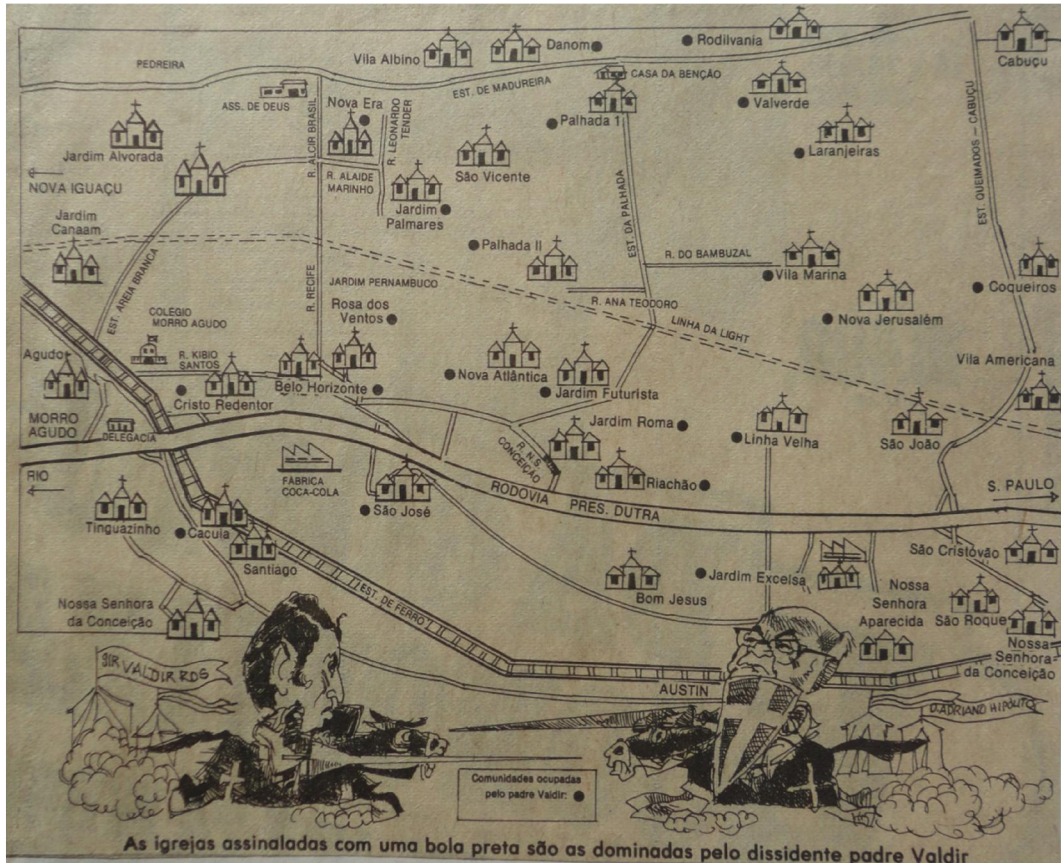 Vila Albino
Danom
Rodilvania
Cabuçu
PEDREIRA
EST. DE MADUREIRA
CASA DA BENÇÃO
ASS. DE DEUS
R. ALCIR BRASIL
Nova Era
R. LEONARDO
TENDER
Palhada 1
Valverde
Laranjeiras
Jardim Alvorada
R. ALAIDE
MARINHO
São Vicente
NOVA IGUAÇU
Jardim
Palmares
EST. DA PALHADA
EST. QUEIMADOS — CABUÇU
Jardim
Canaam
Palhada II
R. DO BAMBUZAL
Vila Marina
Coqueiros
EST. AREIA BRANCA
R. RECIFE
JARDIM PERNAMBUCO
R. ANA TEODORO
Nova Jerusalém
COLEGIO
MORRO AGUDO
Rosa dos
Ventos
LINHA DA LIGHT
Agudo
R. KIBIO
SANTOS
Belo Horizonte
Nova Atlântica
Vila Americana
Cristo Redentor
Jardim Futurista
MORRO
AGUDO
DELEGACIA
Jardim Roma
Linha Velha
São João
R. N.S.
CONCEIÇÃO
RIO
FABRICA
COCA-COLA
São José
Riachão
RODOVIA PRES. DUTRA
S. PAULO
Tinguazinho
Cacuia
Santiago
São Cristovão
Jardim Excelsa
Bom Jesus
Nossa
Senhora
Aparecida
São Roque
Nossa
Senhora
da Conceição
Nossa Senhora
da Conceição
EST. DE FERRO
AUSTIN
SIR VALDIR ROS
D. ADRIANO HIPÓLITO
Comunidades ocupadas
pelo padre Valdir:
As igrejas assinaladas com uma bola preta são as dominadas pelo dissidente padre Valdir